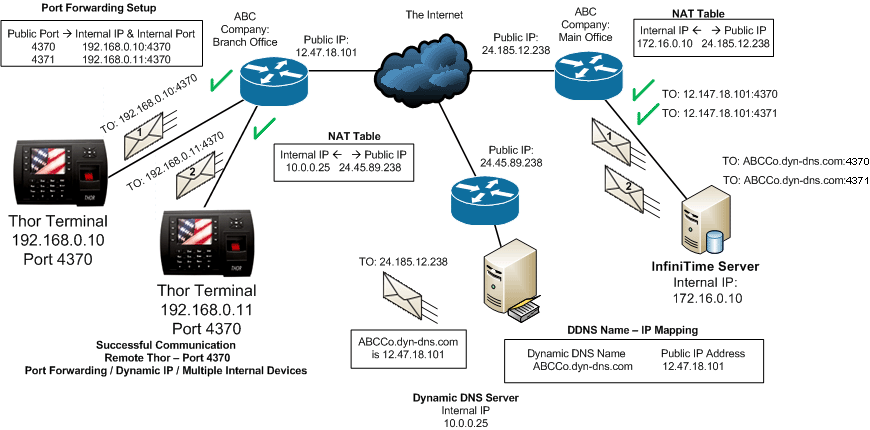 Port Forwarding Setup
Public Port → Internal IP & Internal Port
4370 192.168.0.10:4370
4371 192.168.0.11:4370
ABC
Company:
Branch Office
Public IP:
12.47.18.101
The Internet
Public IP:
24.185.12.238
ABC
Company:
Main Office
NAT Table
Internal IP ← → Public IP
172.16.0.10 24.185.12.238
TO: 192.168.0.10:4370
1
TO: 192.168.0.11:4370
2
THOR
Thor Terminal
192.168.0.10
Port 4370
THOR
Thor Terminal
192.168.0.11
Port 4370
NAT Table
Internal IP ← → Public IP
10.0.0.25 24.45.89.238
Public IP:
24.45.89.238
TO: 12.147.18.101:4370
TO: 12.147.18.101:4371
1
2
TO: ABCCo.dyn-dns.com:4370
TO: ABCCo.dyn-dns.com:4371
InfiniTime Server
Internal IP:
172.16.0.10
TO: 24.185.12.238
ABCCo.dyn-dns.com
is 12.47.18.101
DDNS Name – IP Mapping
Dynamic DNS Name Public IP Address
ABCCo.dyn-dns.com 12.47.18.101
Successful Communication
Remote Thor – Port 4370
Port Forwarding / Dynamic IP / Multiple Internal Devices
Dynamic DNS Server
Internal IP
10.0.0.25